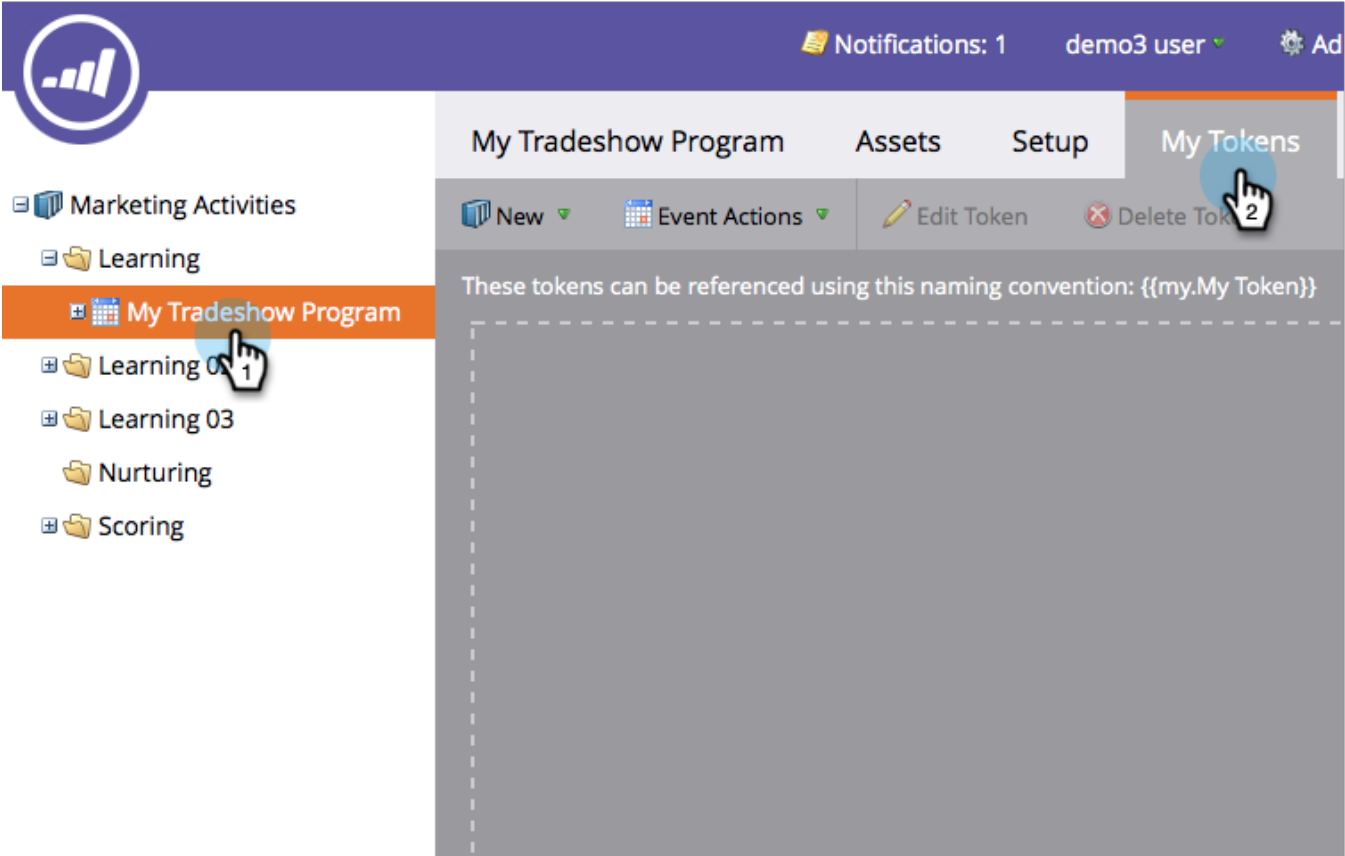 Notifications: 1 demo3 user Ad
My Tradeshow Program Assets Setup My Tokens
Marketing Activities
New Event Actions Edit Token Delete
2
Learning
These tokens can be referenced using this naming convention: {{my.My Token}}
My Tradeshow Program
Learning
1
Learning 03
Nurturing
Scoring